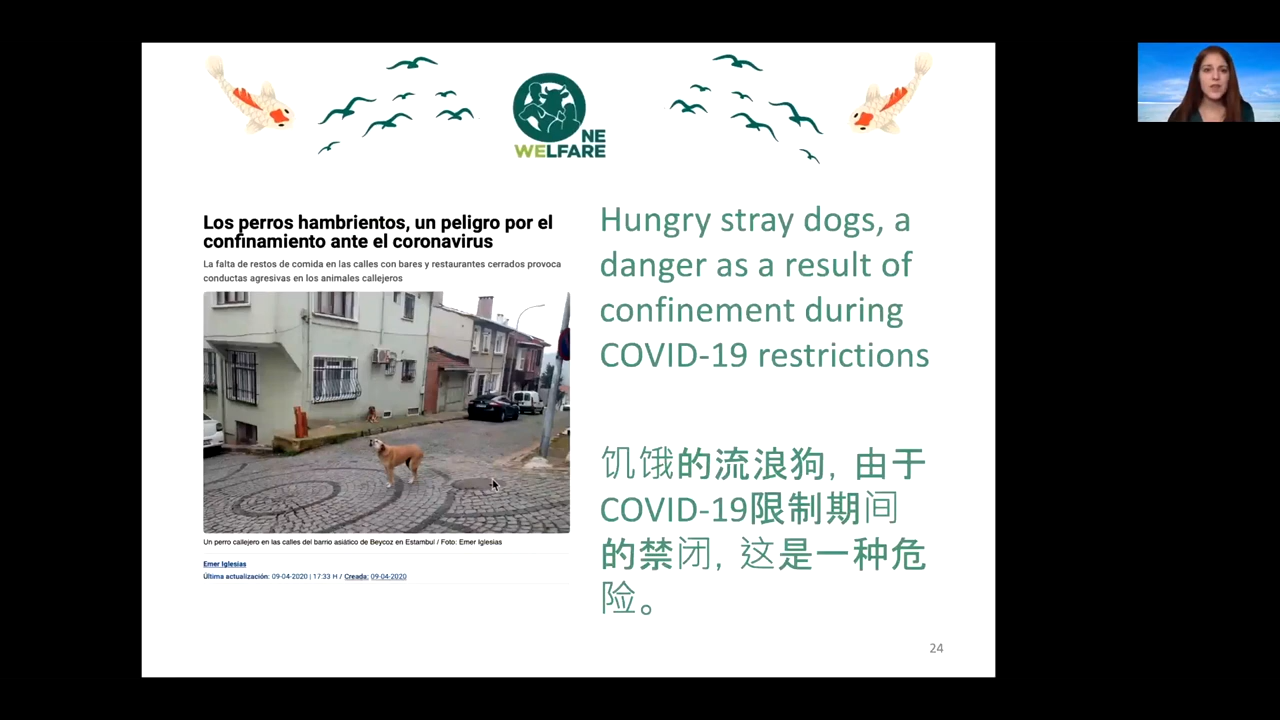 ONE
WELFARE
Los perros hambrientos, un peligro por el
confinamiento ante el coronavirus
La falta de restos de comida en las calles con bares y restaurantes cerrados provoca
conductas agresivas en los animales callejeros
Un perro callejero en las calles del barrio asiático de Beycoz en Estambul / Foto: Emer Iglesias
Emer Iglesias
Última actualización: 09-04-2020 | 17:33 H / Creada: 09-04-2020
Hungry stray dogs, a
danger as a result of
confinement during
COVID-19 restrictions
饥饿的流浪狗，由于
COVID-19限制期间
的禁闭，这是一种危
险。
24